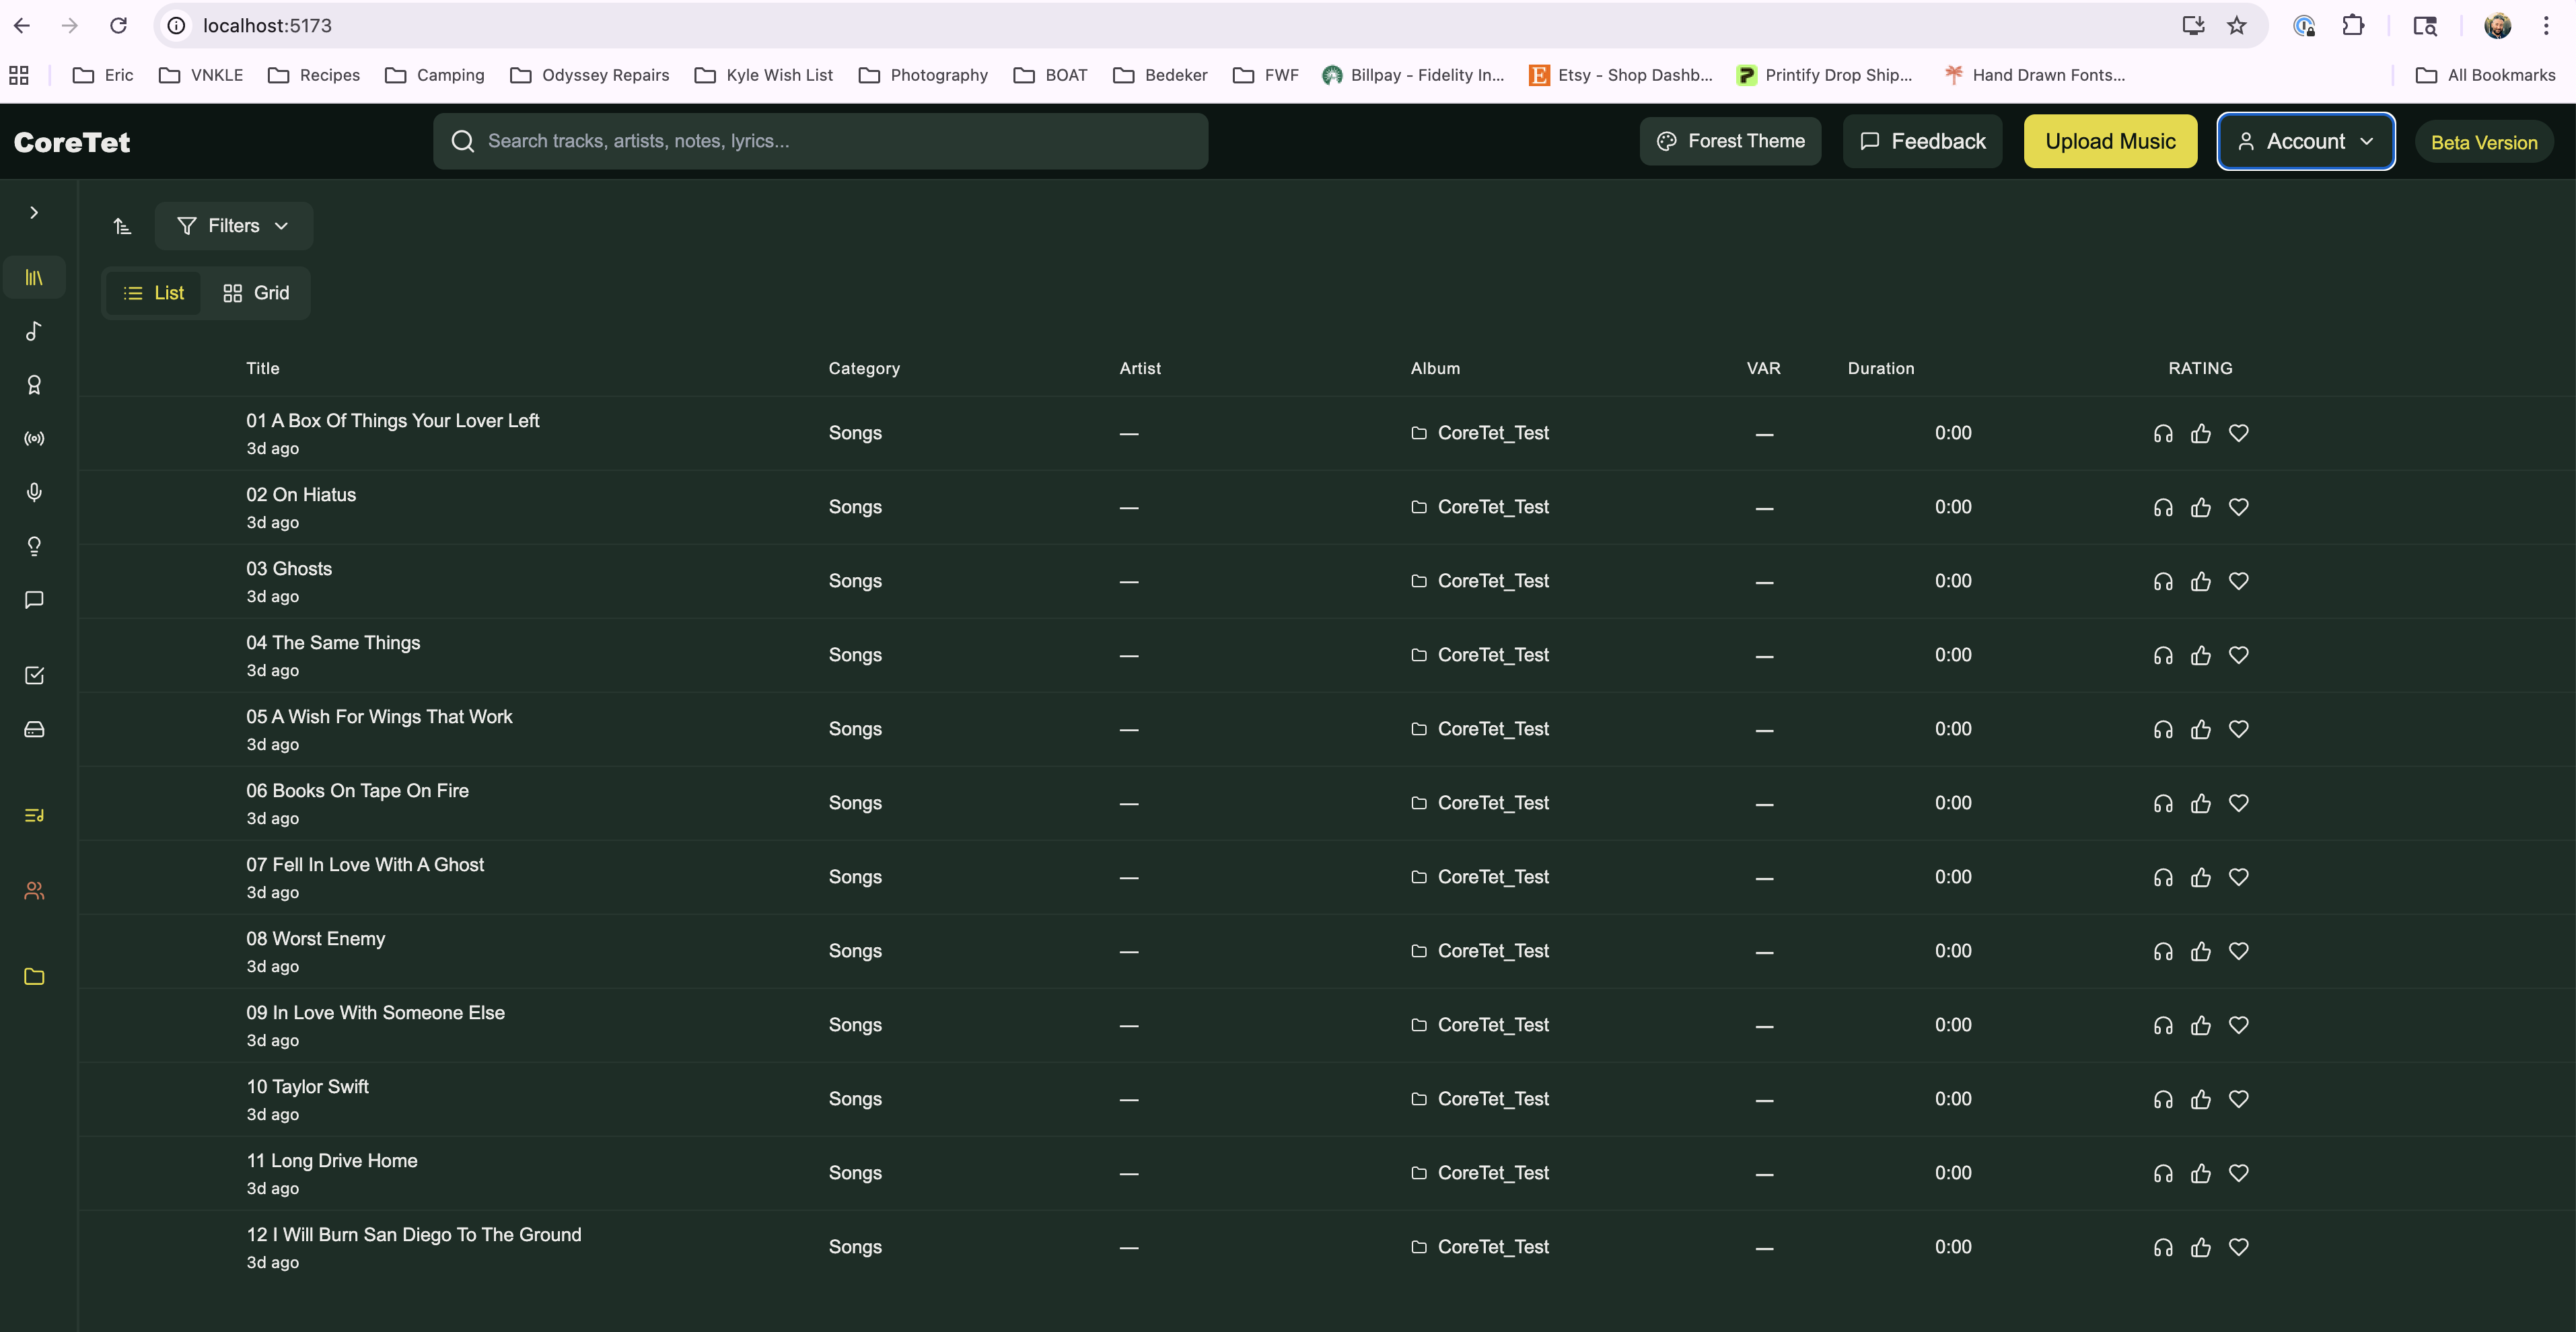 localhost:5173
Eric VNKLE Recipes Camping Odyssey Repairs Kyle Wish List Photography BOAT Bedeker FWF Billpay - Fidelity In... Etsy - Shop Dashb... Printify Drop Ship... Hand Drawn Fonts... All Bookmarks
CoreTet Search tracks, artists, notes, lyrics... Forest Theme Feedback Upload Music Account Beta Version
Filters
List Grid
Title Category Artist Album VAR Duration RATING
01 A Box Of Things Your Lover Left
3d ago
Songs — CoreTet_Test — 0:00
02 On Hiatus
3d ago
Songs — CoreTet_Test — 0:00
03 Ghosts
3d ago
Songs — CoreTet_Test — 0:00
04 The Same Things
3d ago
Songs — CoreTet_Test — 0:00
05 A Wish For Wings That Work
3d ago
Songs — CoreTet_Test — 0:00
06 Books On Tape On Fire
3d ago
Songs — CoreTet_Test — 0:00
07 Fell In Love With A Ghost
3d ago
Songs — CoreTet_Test — 0:00
08 Worst Enemy
3d ago
Songs — CoreTet_Test — 0:00
09 In Love With Someone Else
3d ago
Songs — CoreTet_Test — 0:00
10 Taylor Swift
3d ago
Songs — CoreTet_Test — 0:00
11 Long Drive Home
3d ago
Songs — CoreTet_Test — 0:00
12 I Will Burn San Diego To The Ground
3d ago
Songs — CoreTet_Test — 0:00